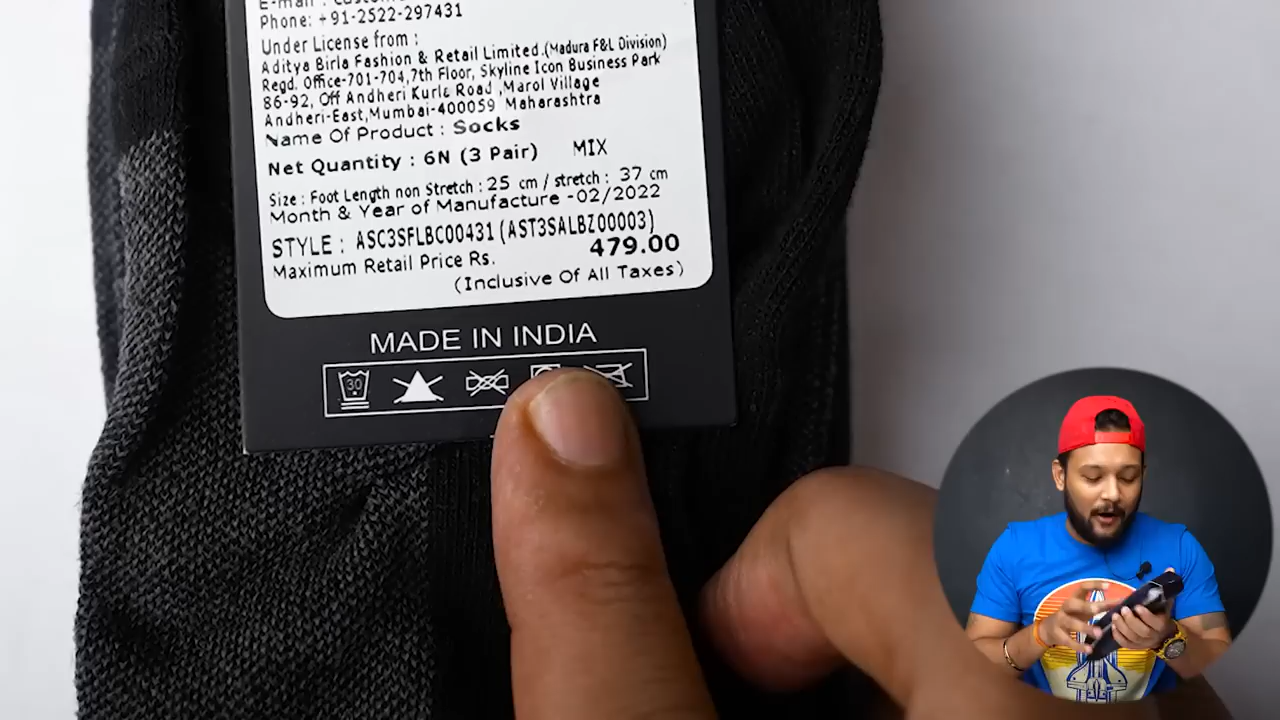 E-mail :
Phone: +91-2522-297431
Under License from :
Aditya Birla Fashion & Retail Limited.(Madura F&L Division)
Regd. Office-701-704,7th Floor, Skyline Icon Business Park
86-92, Off Andheri Kurla Road ,Marol Village
Andheri-East,Mumbai-400059 Maharashtra
Name Of Product : Socks
Net Quantity : 6N (3 Pair) MIX
Size : Foot Length non Stretch : 25 cm / stretch : 37 cm
Month & Year of Manufacture -02/2022
STYLE : ASC3SFLBC00431 (AST3SALBZ00003)
479.00
Maximum Retail Price Rs.
(Inclusive Of All Taxes)
MADE IN INDIA
30